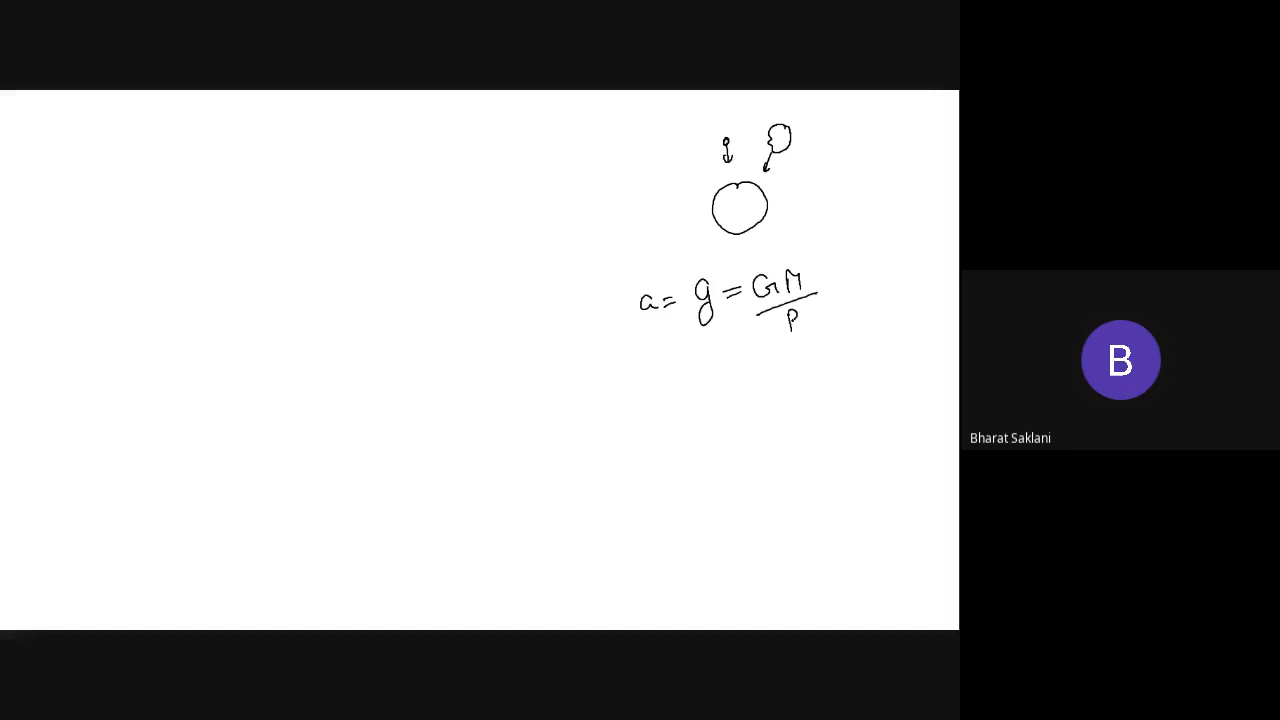 a = g = GM/P
B
Bharat Saklani